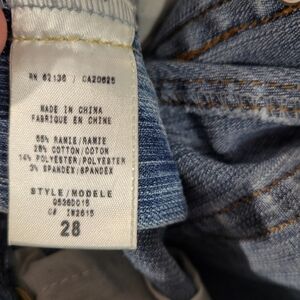 RN 62136 / CA20625
MADE IN CHINA
FABRIQUE EN CHINE
55% RAMIE/RAMIE
28% COTTON/COTON
14% POLYESTER/POLYESTER
3% SPANDEX/SPANDEX
STYLE/MODELE
28